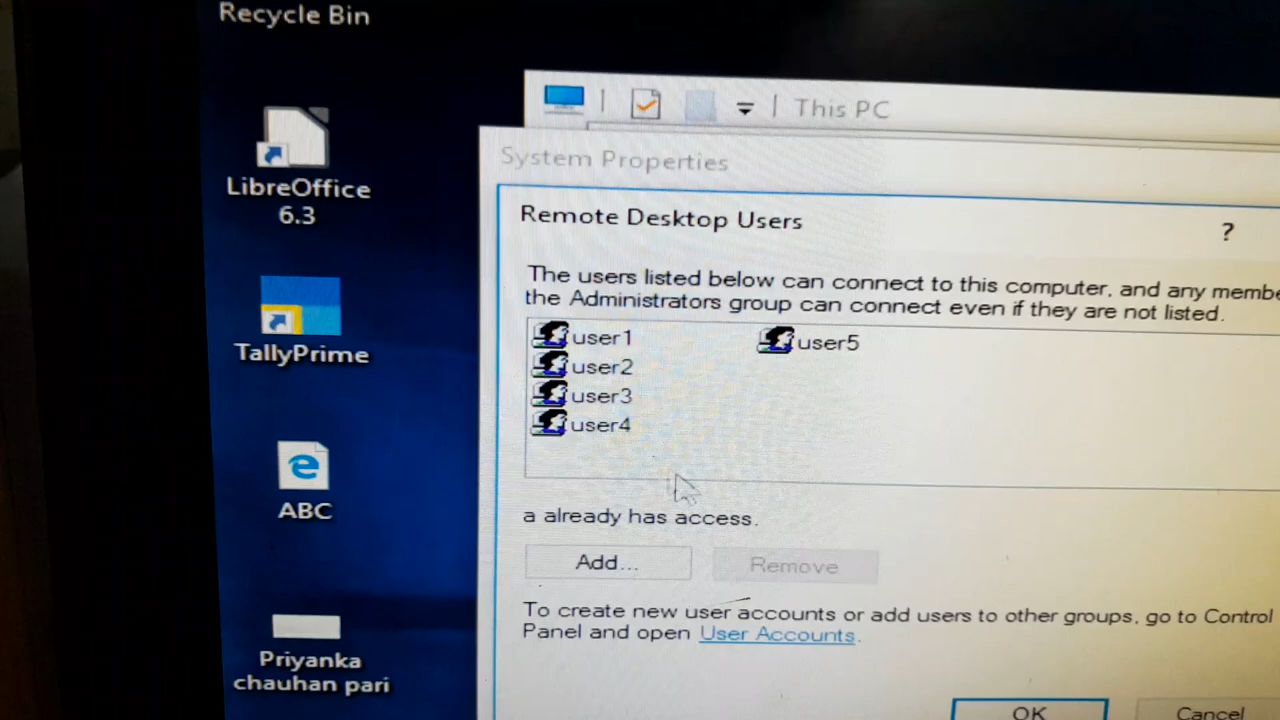 Recycle Bin
LibreOffice
6.3
TallyPrime
ABC
Priyanka
chauhan pari
This PC
System Properties
Remote Desktop Users
?
The users listed below can connect to this computer, and any
the Administrators group can connect even if they are not listed.
user1
user2
user3
user4
user5
a already has access.
Add...
Remove
To create new user accounts or add users to other groups, go to Control
Panel and open User Accounts.
OK
Cancel